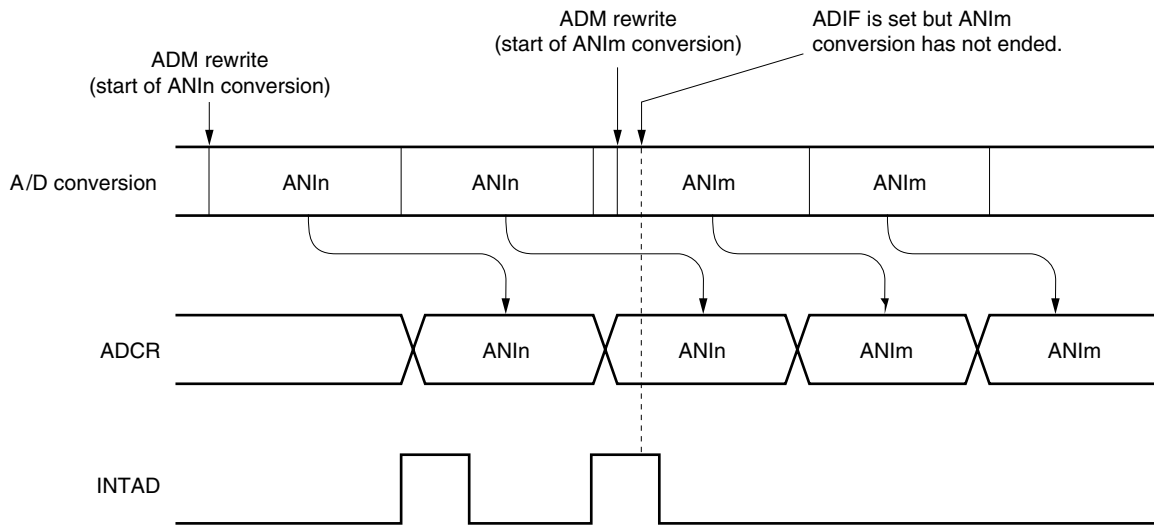 ADM rewrite
(start of ANIn conversion)
ADM rewrite
(start of ANIm conversion)
ADIF is set but ANIm
conversion has not ended.
A/D conversion
ANIn
ANIn
ANIm
ANIm
ADCR
ANIn
ANIn
ANIm
ANIm
INTAD